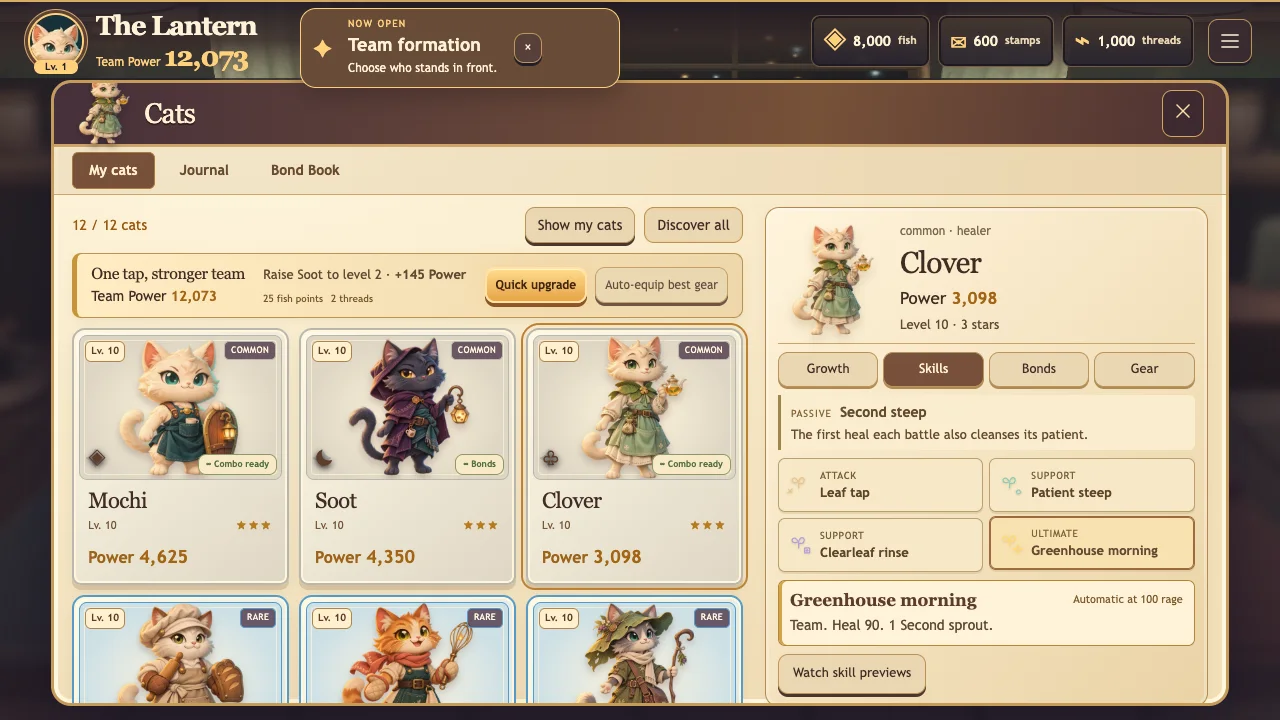 The Lantern
Lv. 1
Team Power 12,073
NOW OPEN
Team formation
Choose who stands in front.
×
8,000 fish
600 stamps
1,000 threads
Cats
My cats
Journal
Bond Book
12 / 12 cats
Show my cats
Discover all
One tap, stronger team
Team Power 12,073
Raise Soot to level 2 · +145 Power
25 fish points 2 threads
Quick upgrade
Auto-equip best gear
Lv. 10
COMMON
Combo ready
Mochi
Lv. 10
★★★
Power 4,625
Lv. 10
COMMON
Bonds
Soot
Lv. 10
★★★
Power 4,350
Lv. 10
COMMON
Combo ready
Clover
Lv. 10
★★★
Power 3,098
Lv. 10
RARE
Lv. 10
RARE
Lv. 10
RARE
common · healer
Clover
Power 3,098
Level 10 · 3 stars
Growth
Skills
Bonds
Gear
PASSIVE Second steep
The first heal each battle also cleanses its patient.
ATTACK
Leaf tap
SUPPORT
Patient steep
SUPPORT
Clearleaf rinse
ULTIMATE
Greenhouse morning
Greenhouse morning
Automatic at 100 rage
Team. Heal 90. 1 Second sprout.
Watch skill previews